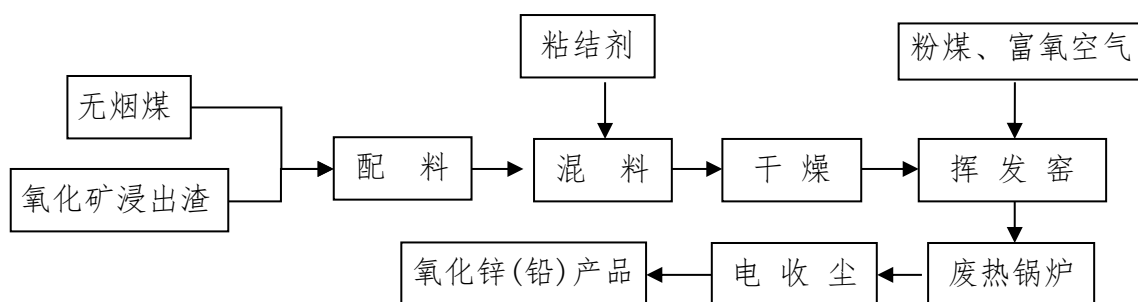 粘结剂
粉煤、富氧空气
无烟煤
配 料
混 料
干 燥
挥 发 窑
氧化矿浸出渣
氧化锌(铅)产品
电 收 尘
废热锅炉